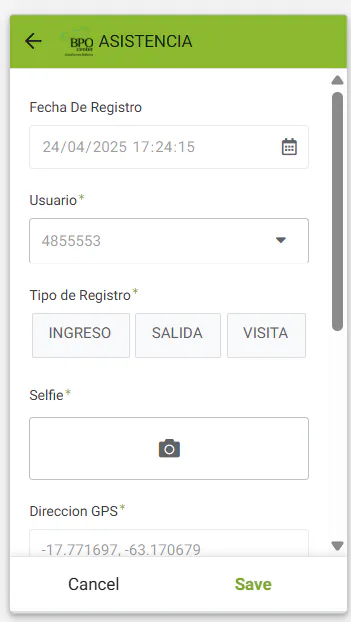 BPO
center
ASISTENCIA
Fecha De Registro
24/04/2025 17:24:15
Usuario*
4855553
Tipo de Registro*
INGRESO SALIDA VISITA
Selfie*
Direccion GPS*
-17.771697, -63.170679
Cancel Save